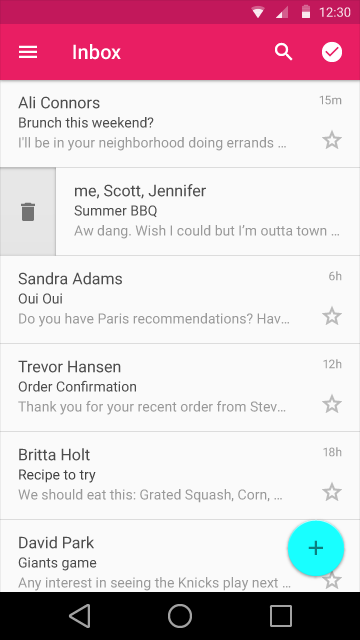 12:30
Inbox
Ali Connors 15m
Brunch this weekend?
I'll be in your neighborhood doing errands ...
me, Scott, Jennifer
Summer BBQ
Aw dang. Wish I could but I'm outta town ...
Sandra Adams 6h
Oui Oui
Do you have Paris recommendations? Hav...
Trevor Hansen 12h
Order Confirmation
Thank you for your recent order from Stev...
Britta Holt 18h
Recipe to try
We should eat this: Grated Squash, Corn, ...
David Park
Giants game
Any interest in seeing the Knicks play next ...